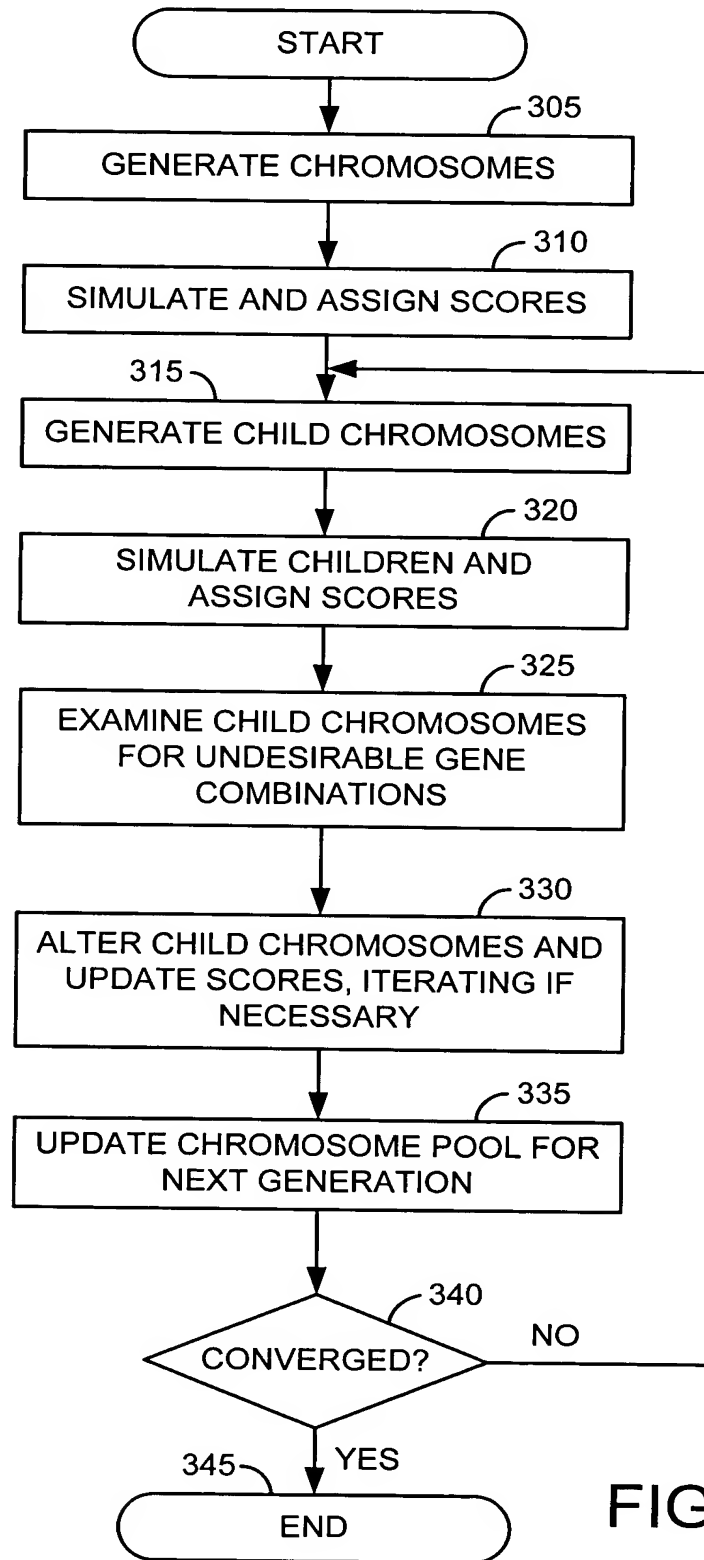 START
305
GENERATE CHROMOSOMES
310
SIMULATE AND ASSIGN SCORES
315
GENERATE CHILD CHROMOSOMES
320
SIMULATE CHILDREN AND
ASSIGN SCORES
325
EXAMINE CHILD CHROMOSOMES
FOR UNDESIRABLE GENE
COMBINATIONS
330
ALTER CHILD CHROMOSOMES AND
UPDATE SCORES, ITERATING IF
NECESSARY
335
UPDATE CHROMOSOME POOL FOR
NEXT GENERATION
340
CONVERGED?
NO
YES
345
END
FIG